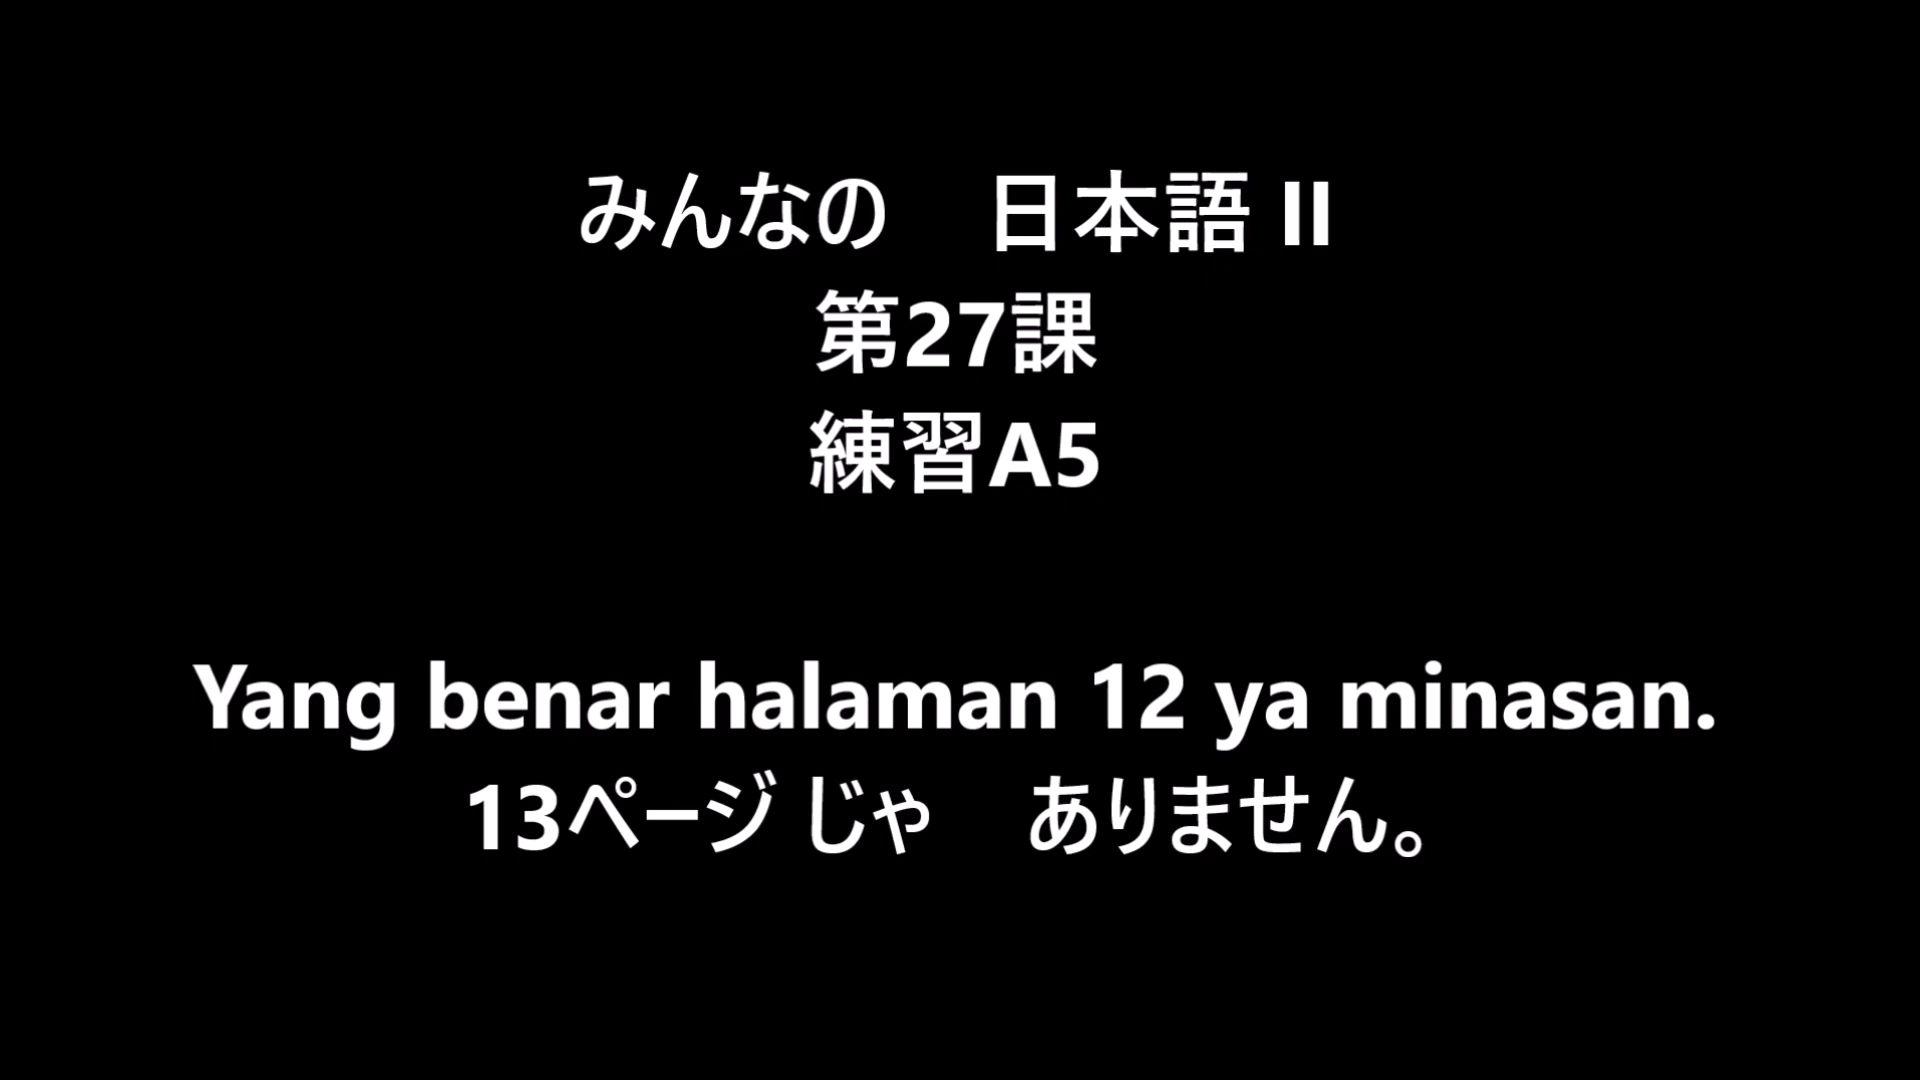 みんなの　日本語 II
第27課
練習A5
Yang benar halaman 12 ya minasan.
13ページ じゃ　ありません。